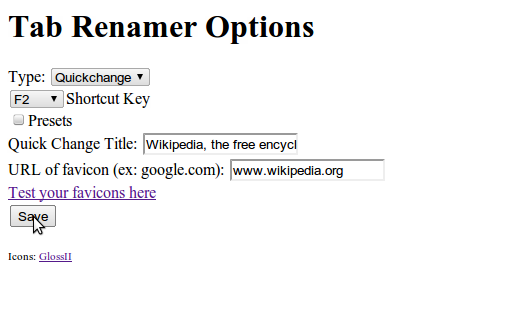 Tab Renamer Options
Type: Quickchange
F2 Shortcut Key
Presets
Quick Change Title: Wikipedia, the free encycl
URL of favicon (ex: google.com): www.wikipedia.org
Test your favicons here
Save
Icons: GlossII